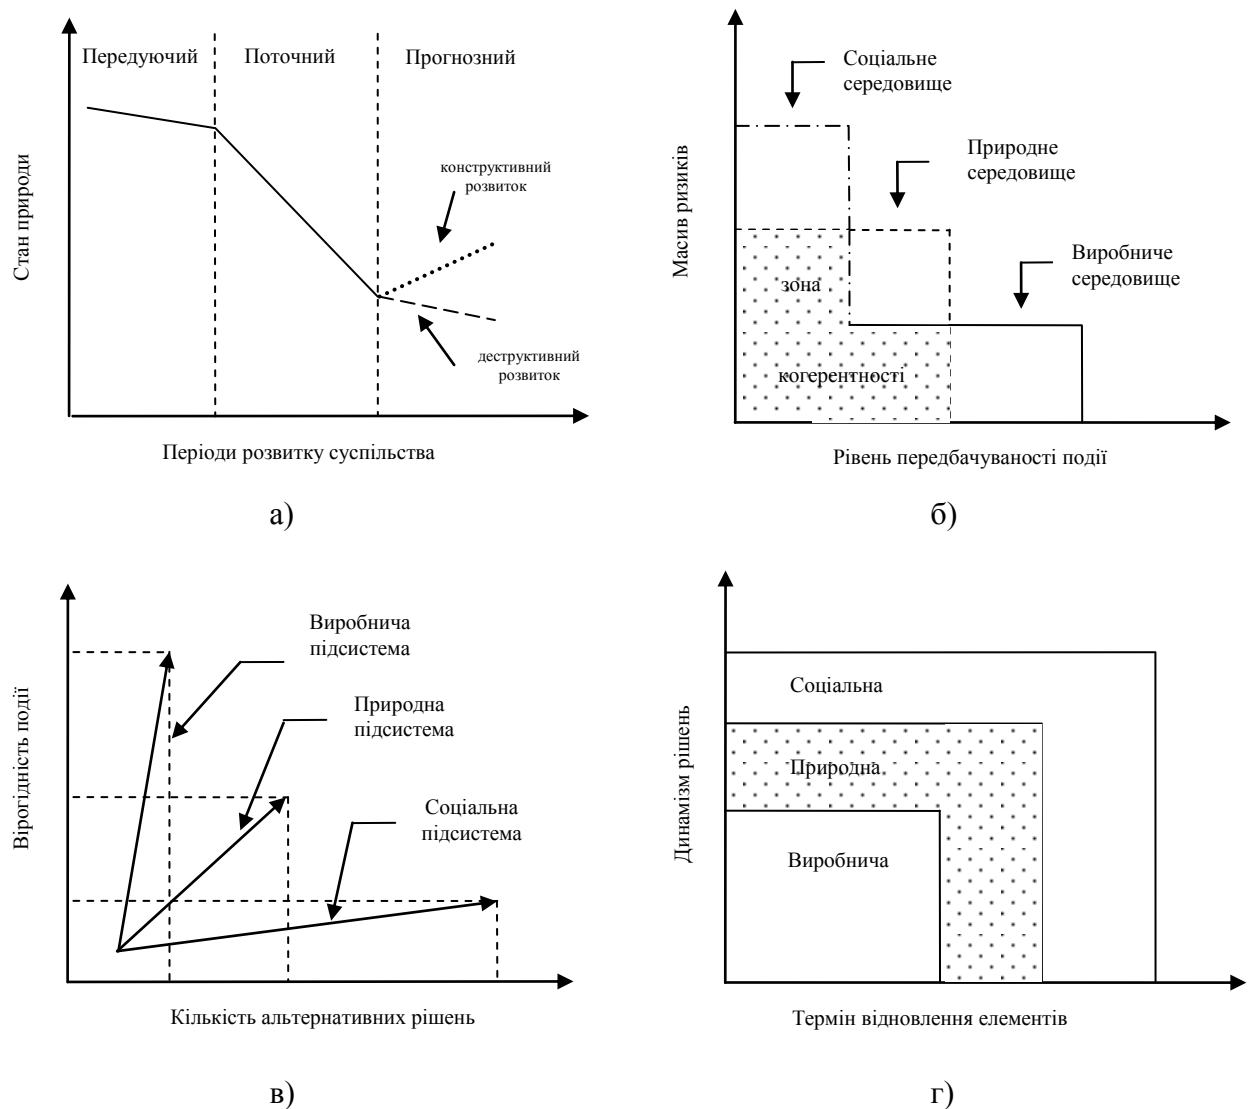 Передуючий
Поточний
Прогнозний
Стан природи
конструктивний
розвиток
деструктивний
розвиток
Періоди розвитку суспільства
а)
Соціальне
середовище
Природне
середовище
Виробниче
середовище
Масив ризиків
зона
когерентності
Рівень передбачуваності події
б)
Виробнича
підсистема
Природна
підсистема
Соціальна
підсистема
Вірогідність події
Кількість альтернативних рішень
в)
Соціальна
Природна
Виробнича
Динамізм рішень
Термін відновлення елементів
г)